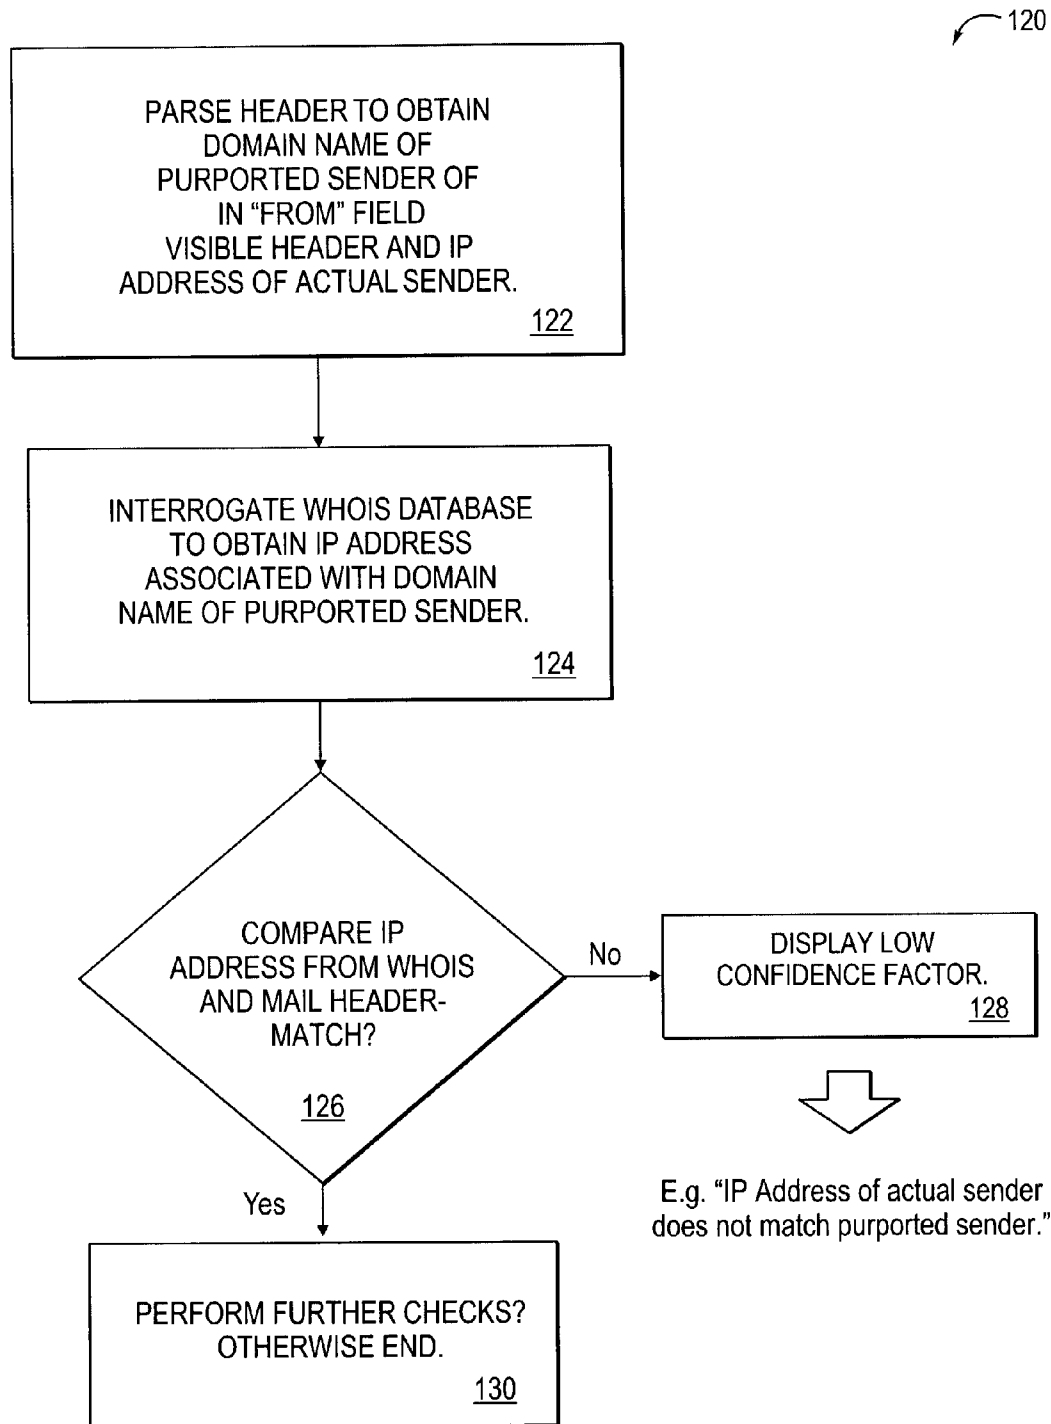 120
PARSE HEADER TO OBTAIN
DOMAIN NAME OF
PURPORTED SENDER OF
IN “FROM” FIELD
VISIBLE HEADER AND IP
ADDRESS OF ACTUAL SENDER.
122
INTERROGATE WHOIS DATABASE
TO OBTAIN IP ADDRESS
ASSOCIATED WITH DOMAIN
NAME OF PURPORTED SENDER.
124
COMPARE IP
ADDRESS FROM WHOIS
AND MAIL HEADER-
MATCH?
126
No
DISPLAY LOW
CONFIDENCE FACTOR.
128
E.g. “IP Address of actual sender
does not match purported sender.”
Yes
PERFORM FURTHER CHECKS?
OTHERWISE END.
130